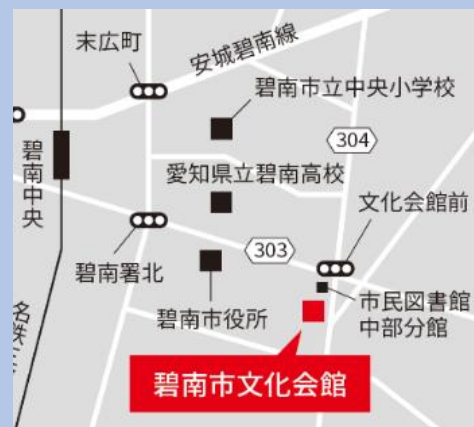 末広町
安城碧南線
碧南市立中央小学校
304
碧南中央
愛知県立碧南高校
文化会館前
碧南署北
303
碧南市役所
市民図書館
中部分館
名鉄
碧南市文化会館